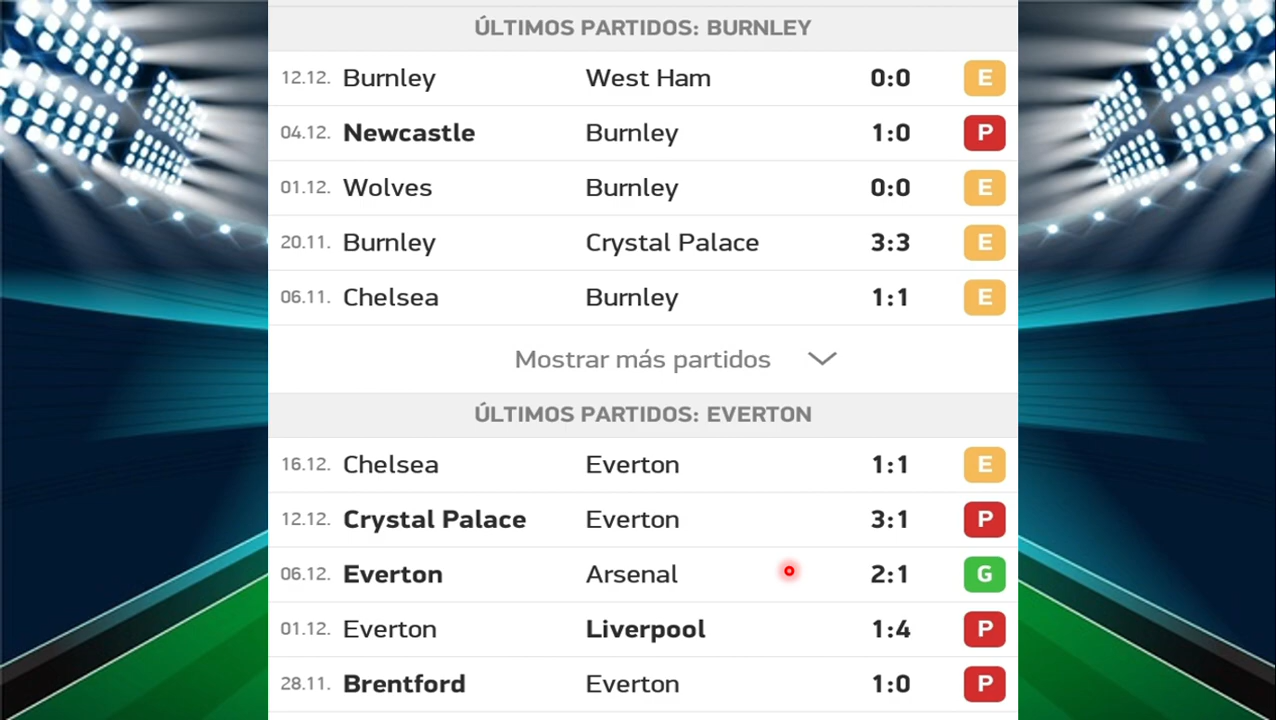 ÚLTIMOS PARTIDOS: BURNLEY
12.12. Burnley West Ham 0:0 E
04.12. Newcastle Burnley 1:0 P
01.12. Wolves Burnley 0:0 E
20.11. Burnley Crystal Palace 3:3 E
06.11. Chelsea Burnley 1:1 E
Mostrar más partidos
ÚLTIMOS PARTIDOS: EVERTON
16.12. Chelsea Everton 1:1 E
12.12. Crystal Palace Everton 3:1 P
06.12. Everton Arsenal 2:1 G
01.12. Everton Liverpool 1:4 P
28.11. Brentford Everton 1:0 P